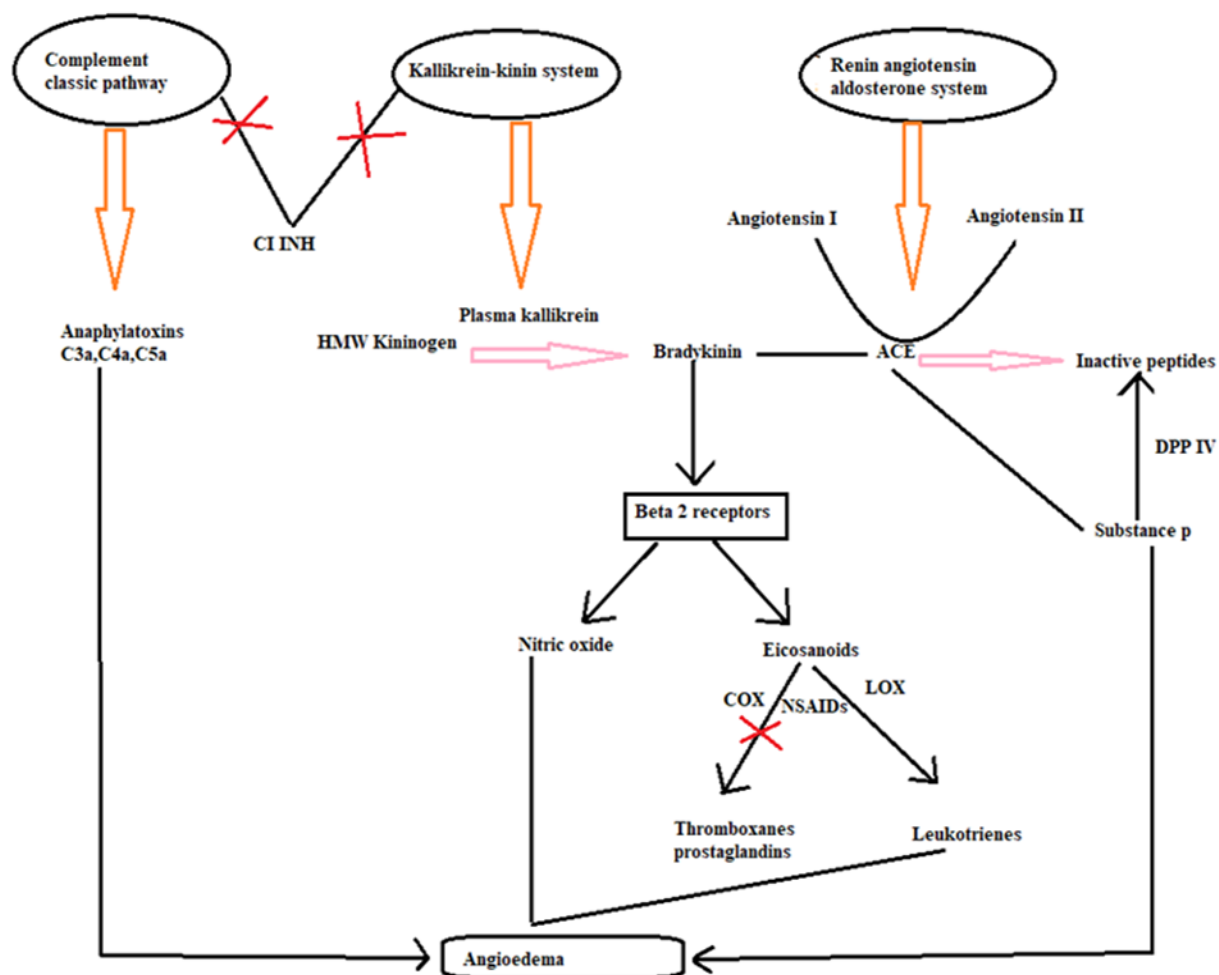 Complement
classic pathway
Kallikrein-kinin system
Renin angiotensin
aldosterone system
CI INH
Angiotensin I
Angiotensin II
Anaphylatoxins
C3a,C4a,C5a
Plasma kallikrein
HMW Kininogen
Bradykinin
ACE
Inactive peptides
DPP IV
Beta 2 receptors
Substance p
Nitric oxide
Eicosanoids
COX
NSAIDs
LOX
Thromboxanes
prostaglandins
Leukotrienes
Angioedema